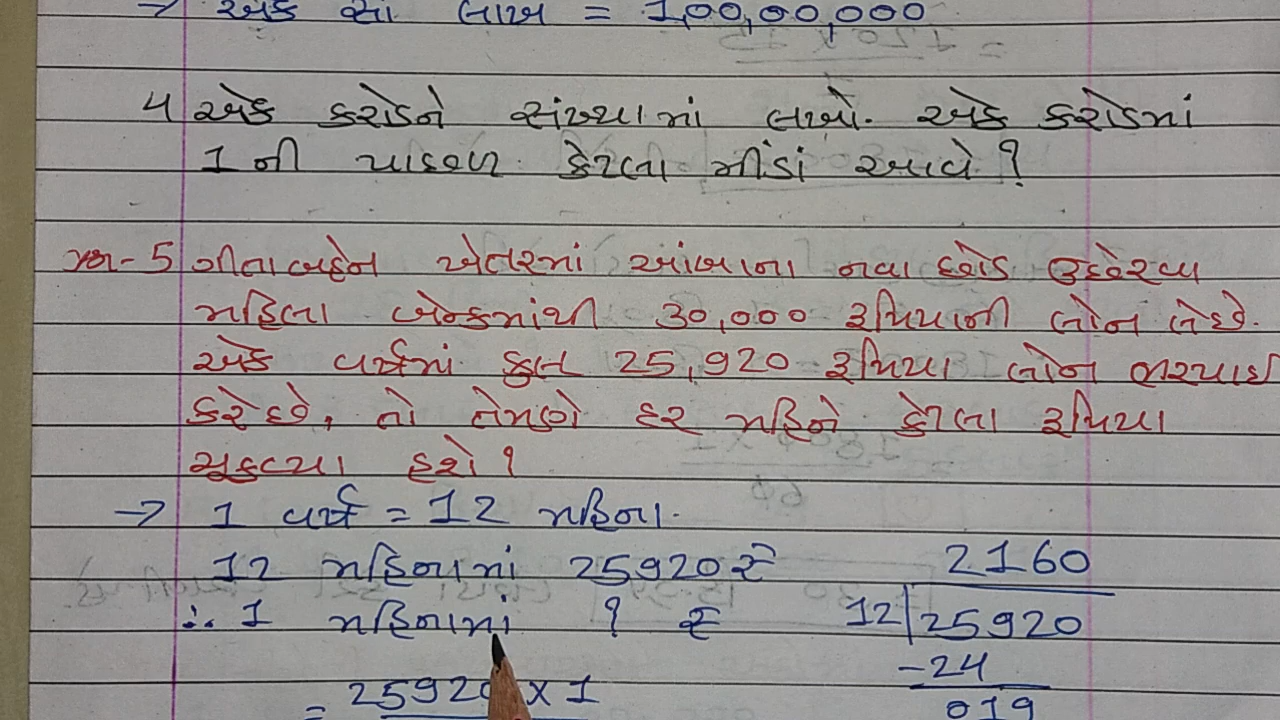 → એક સો લાખ = 1,00,00,000
4 એક કરોડને સંખ્યામાં લખો. એક કરોડમાં
1 ની પાછળ કેટલા મીંડાં આવે ?
પ્ર-5 ગીતાબહેન ખેતરમાં આંબાના નવા છોડ ઉછેરવા
મહિલા બેન્કમાંથી 30,000 રૂપિયાની લોન લેછે.
એક વર્ષમાં કુલ 25,920 રૂપિયા લોન ભરપાઇ
કરે છે, તો તેમણે દર મહિને કેટલા રૂપિયા
ચૂકવ્યા હશે ?
→ 1 વર્ષ = 12 મહિના.
12 મહિનામાં 25920 ₹
2160
∴ 1 મહિનામાં ? ₹
12 25920
-24
= 25920 × 1
019